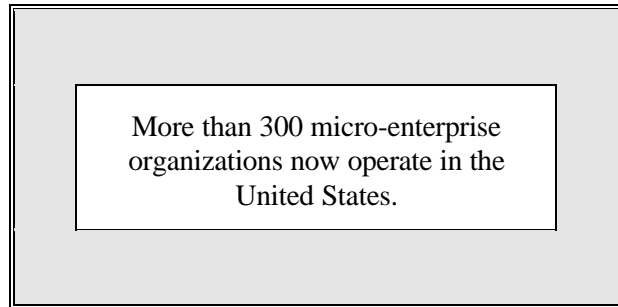 More than 300 micro-enterprise
organizations now operate in the
United States.